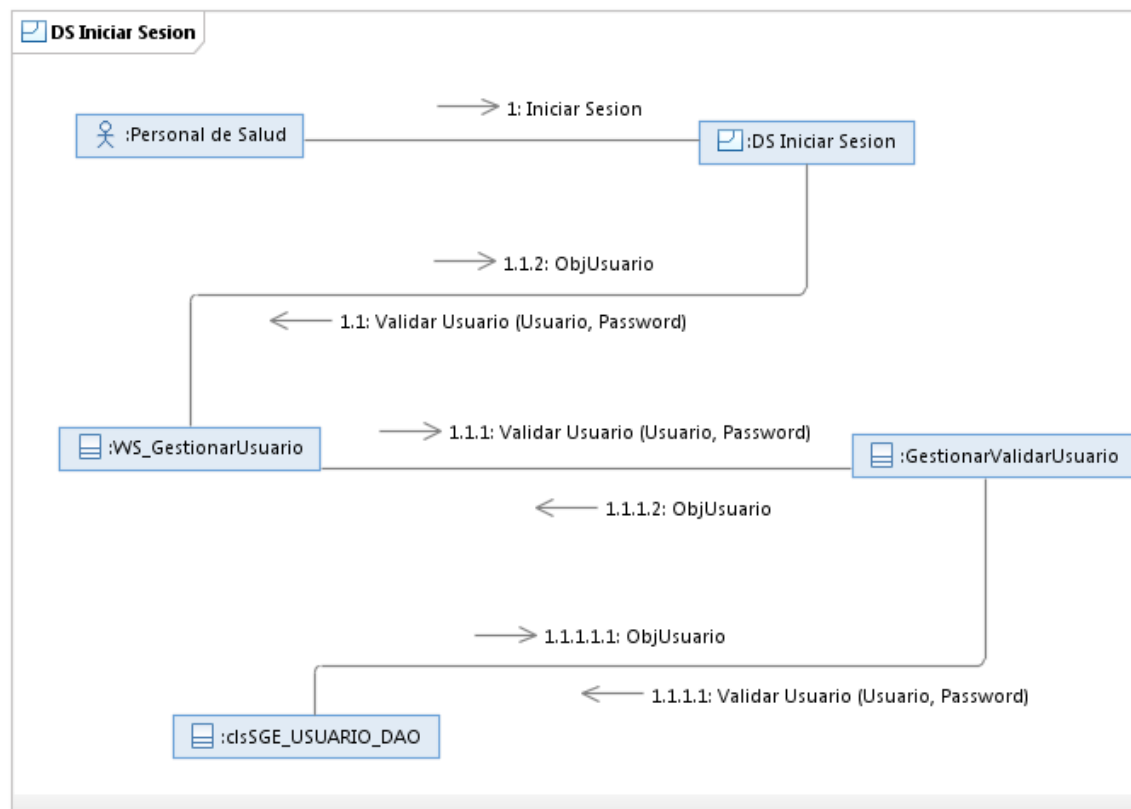 DS Iniciar Sesion
1: Iniciar Sesion
:Personal de Salud
:DS Iniciar Sesion
1.1.2: ObjUsuario
1.1: Validar Usuario (Usuario, Password)
1.1.1: Validar Usuario (Usuario, Password)
:WS_GestionarUsuario
:GestionarValidarUsuario
1.1.1.2: ObjUsuario
1.1.1.1.1: ObjUsuario
1.1.1.1: Validar Usuario (Usuario, Password)
:clsSGE_USUARIO_DAO